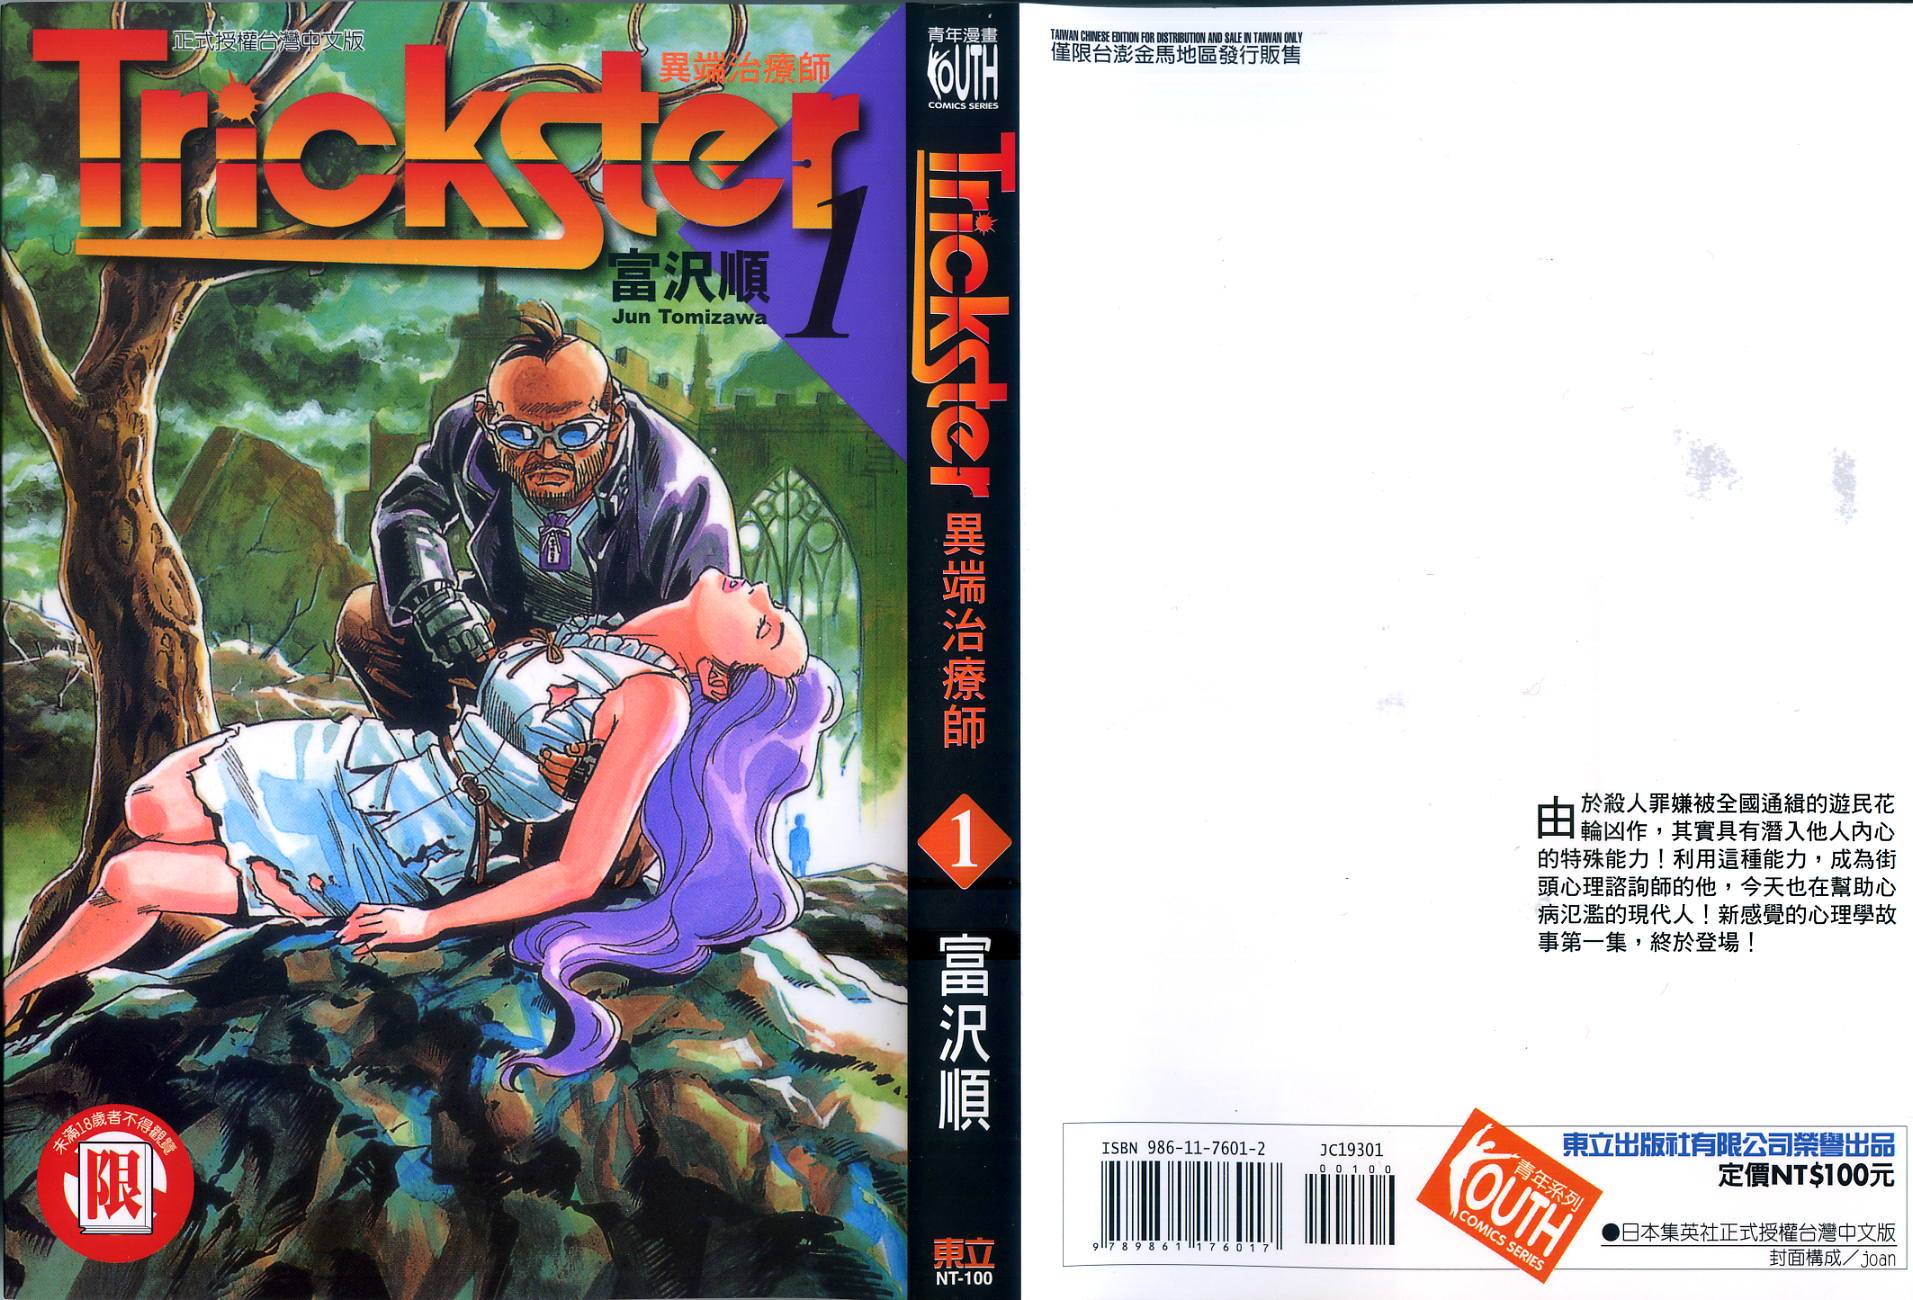 正式授權台灣中文版
Trickster
異端治療師
1
富沢順
Jun Tomizawa
未滿18歲者不得觀覽
限
青年漫畫
YOUTH
COMICS SERIES
Trickster
異端治療師
1
富沢順
東立
NT-100
TAIWAN CHINESE EDITION FOR DISTRIBUTION AND SALE IN TAIWAN ONLY
僅限台澎金馬地區發行販售
由於殺人罪嫌被全國通緝的遊民花
輪凶作，其實具有潛入他人內心
的特殊能力！利用這種能力，成為街
頭心理諮詢師的他，今天也在幫助心
病氾濫的現代人！新感覺的心理學故
事第一集，終於登場！
ISBN 986-11-7601-2
JC19301
00100
9789861176017
青年系列
YOUTH
COMICS SERIES
東立出版社有限公司榮譽出品
定價NT$100元
●日本集英社正式授權台灣中文版
封面構成／joan